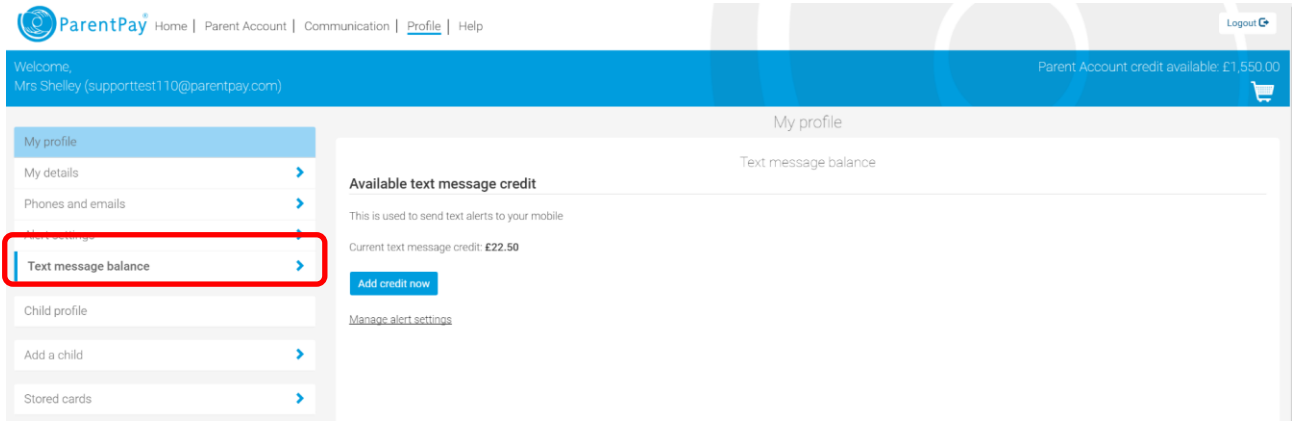 ParentPay® Home | Parent Account | Communication | Profile | Help
Logout
Welcome,
Mrs Shelley (supporttest110@parentpay.com)
Parent Account credit available: £1,550.00
My profile
My details
Phones and emails
Alert settings
Text message balance
Child profile
Add a child
Stored cards
My profile
Text message balance
Available text message credit
This is used to send text alerts to your mobile
Current text message credit: £22.50
Add credit now
Manage alert settings